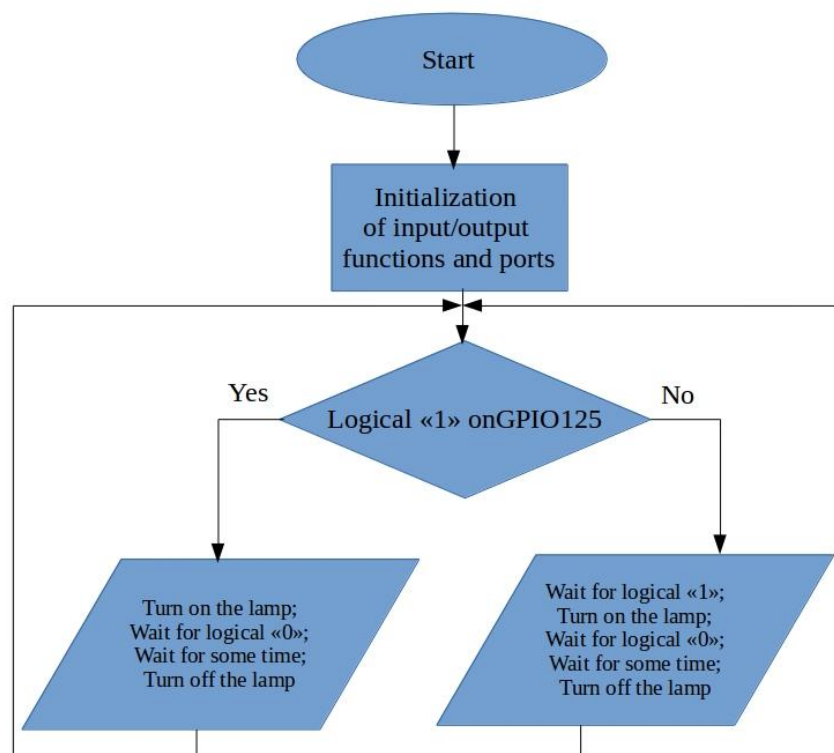 Start
Initialization
of input/output
functions and ports
Yes
No
Logical «1» onGPIO125
Turn on the lamp;
Wait for logical «0»;
Wait for some time;
Turn off the lamp
Wait for logical «1»;
Turn on the lamp;
Wait for logical «0»;
Wait for some time;
Turn off the lamp